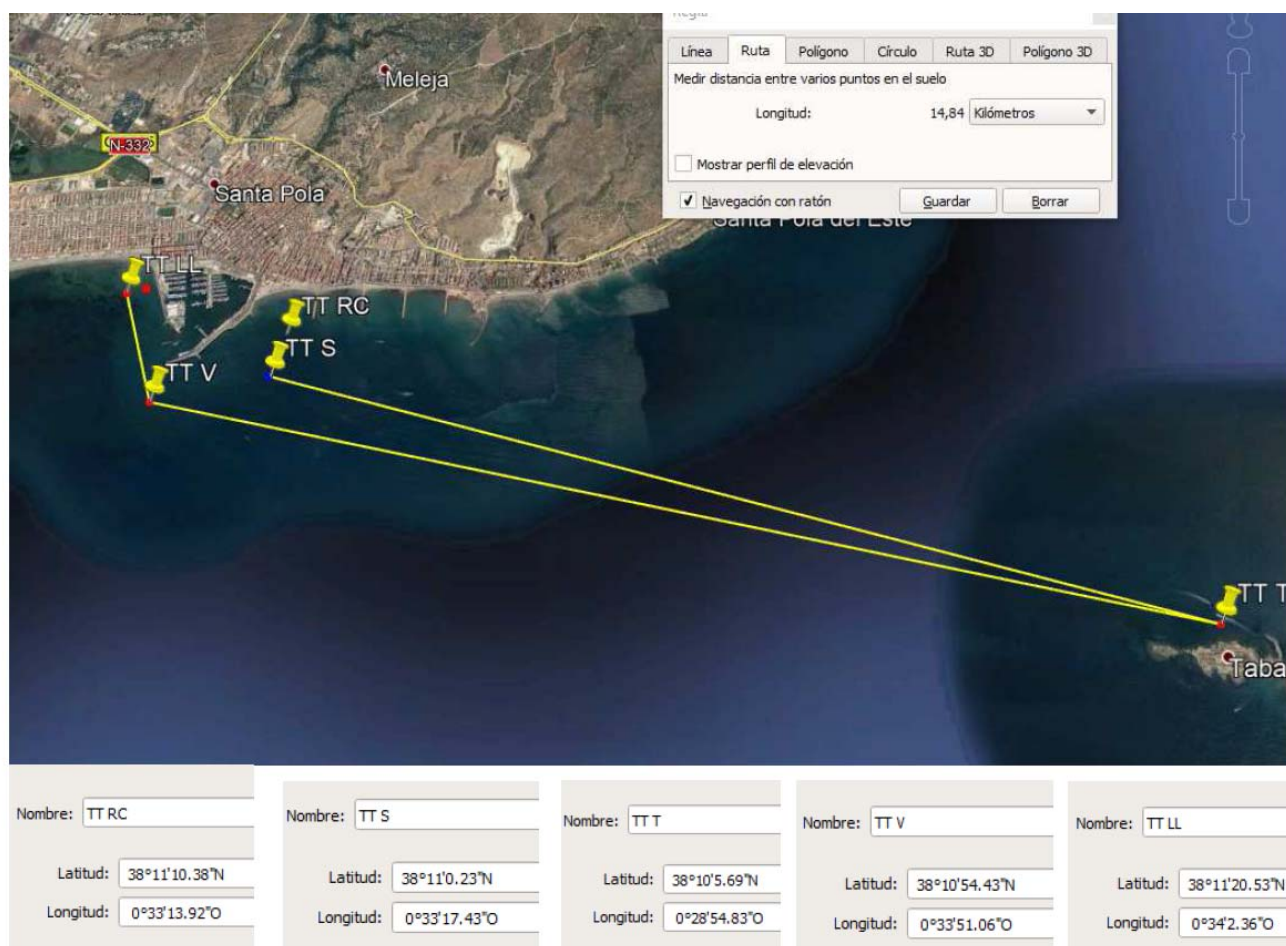 Línea Ruta Polígono Círculo Ruta 3D Polígono 3D
Medir distancia entre varios puntos en el suelo
Longitud: 14,84 Kilómetros
Mostrar perfil de elevación
Navegación con ratón Guardar Borrar
Meleja
N-332
Santa Pola
Santa Pola del Este
TT LL
TT RC
TT S
TT V
TT T
Taba
Nombre: TT RC
Latitud: 38°11'10.38"N
Longitud: 0°33'13.92"O
Nombre: TT S
Latitud: 38°11'0.23"N
Longitud: 0°33'17.43"O
Nombre: TT T
Latitud: 38°10'5.69"N
Longitud: 0°28'54.83"O
Nombre: TT V
Latitud: 38°10'54.43"N
Longitud: 0°33'51.06"O
Nombre: TT LL
Latitud: 38°11'20.53"N
Longitud: 0°34'2.36"O